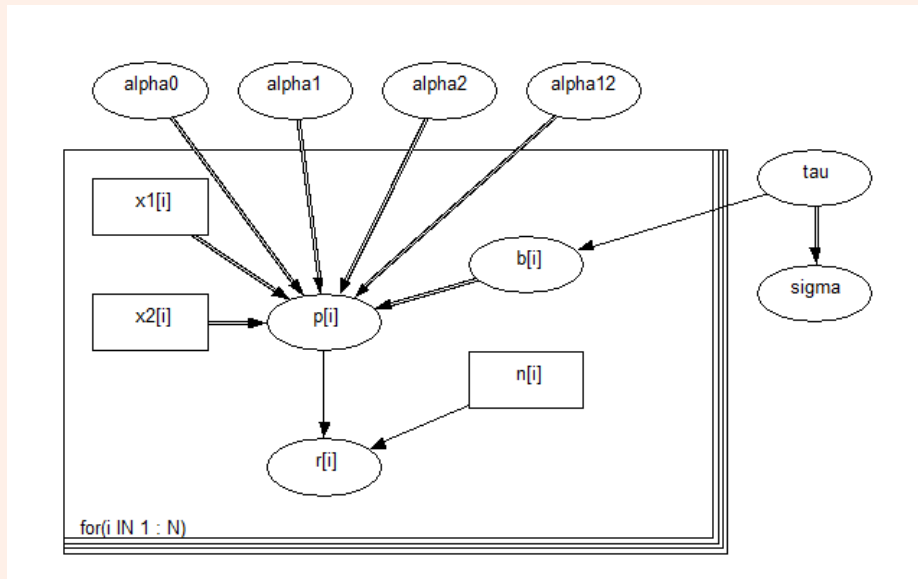 alpha0
alpha1
alpha2
alpha12
tau
x1[i]
b[i]
sigma
x2[i]
p[i]
n[i]
r[i]
for(i IN 1 : N)